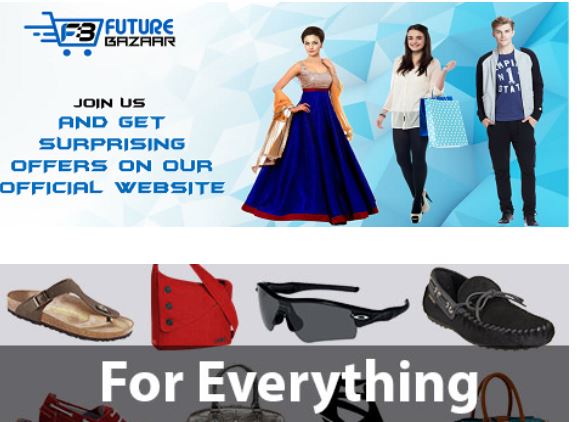 FB FUTURE
BAZAAR
JOIN US
AND GET
SURPRISING
OFFERS ON OUR
OFFICIAL WEBSITE
For Everything